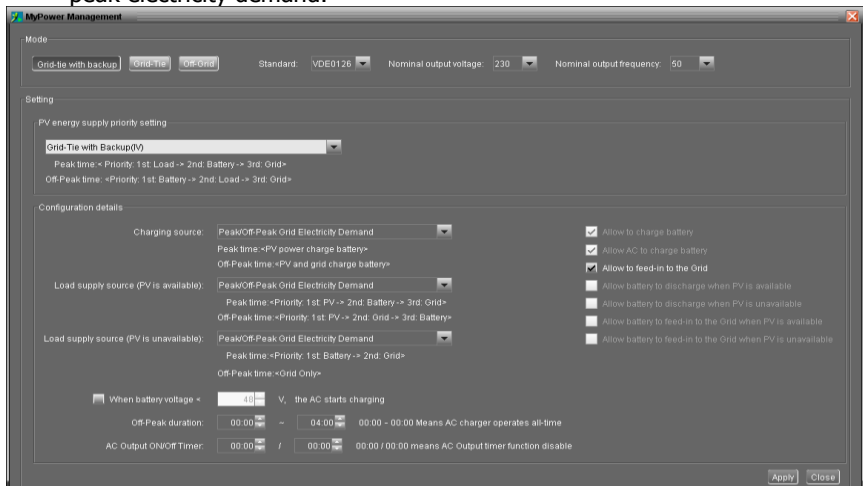 peak electricity demand.
MyPower Management
Mode
Grid-tie with backup Grid-Tie Off-Grid Standard: VDE0126 Nominal output voltage: 230 Nominal output frequency: 50
Setting
PV energy supply priority setting
Grid-Tie with Backup(IV)
Peak time:< Priority: 1st: Load -> 2nd: Battery -> 3rd: Grid>
Off-Peak time: <Priority: 1st: Battery -> 2nd: Load -> 3rd: Grid>
Configuration details
Charging source: Peak/Off-Peak Grid Electricity Demand
Peak time:<PV power charge battery>
Off-Peak time:<PV and grid charge battery>
Load supply source (PV is available): Peak/Off-Peak Grid Electricity Demand
Peak time:<Priority: 1st: PV -> 2nd: Battery -> 3rd: Grid>
Off-Peak time:<Priority: 1st: PV -> 2nd: Grid -> 3rd: Battery>
Load supply source (PV is unavailable): Peak/Off-Peak Grid Electricity Demand
Peak time:<Priority: 1st: Battery -> 2nd: Grid>
Off-Peak time:<Grid Only>
Allow to charge battery
Allow AC to charge battery
Allow to feed-in to the Grid
Allow battery to discharge when PV is available
Allow battery to discharge when PV is unavailable
Allow battery to feed-in to the Grid when PV is available
Allow battery to feed-in to the Grid when PV is unavailable
When battery voltage < 48 V, the AC starts charging
Off-Peak duration: 00:00 ~ 04:00 00:00 ~ 00:00 Means AC charger operates all-time
AC Output ON/Off Timer: 00:00 / 00:00 00:00 / 00:00 means AC Output timer function disable
Apply Close